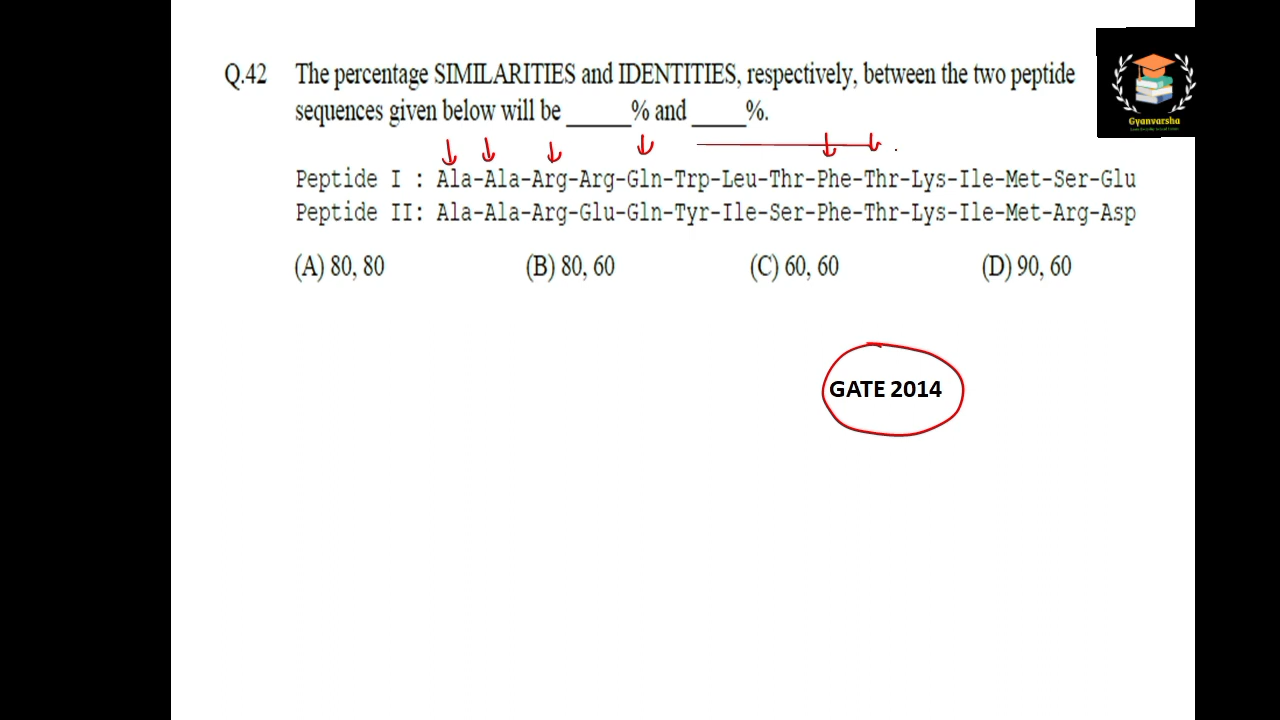 Q.42 The percentage SIMILARITIES and IDENTITIES, respectively, between the two peptide
sequences given below will be ______% and _____%.
Peptide I : Ala-Ala-Arg-Arg-Gln-Trp-Leu-Thr-Phe-Thr-Lys-Ile-Met-Ser-Glu
Peptide II: Ala-Ala-Arg-Glu-Gln-Tyr-Ile-Ser-Phe-Thr-Lys-Ile-Met-Arg-Asp
(A) 80, 80 (B) 80, 60 (C) 60, 60 (D) 90, 60
GATE 2014
Gyanvarsha